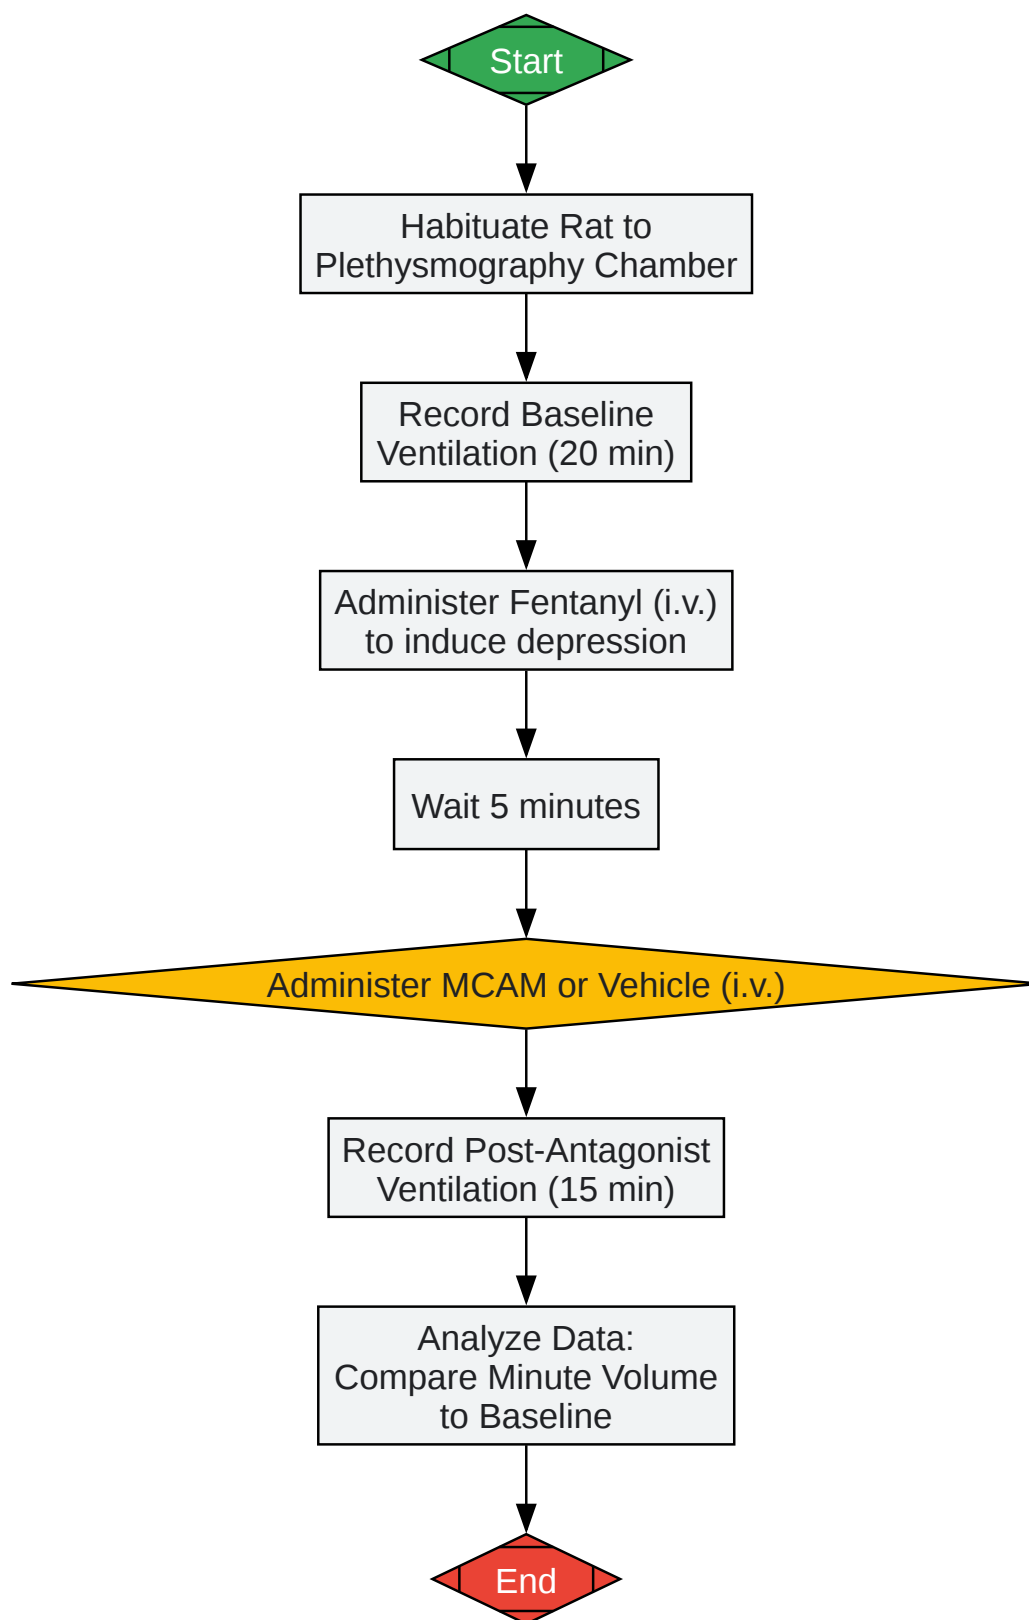 Start
Habituate Rat to
Plethysmography Chamber
Record Baseline
Ventilation (20 min)
Administer Fentanyl (i.v.)
to induce depression
Wait 5 minutes
Administer MCAM or Vehicle (i.v.)
Record Post-Antagonist
Ventilation (15 min)
Analyze Data:
Compare Minute Volume
to Baseline
End